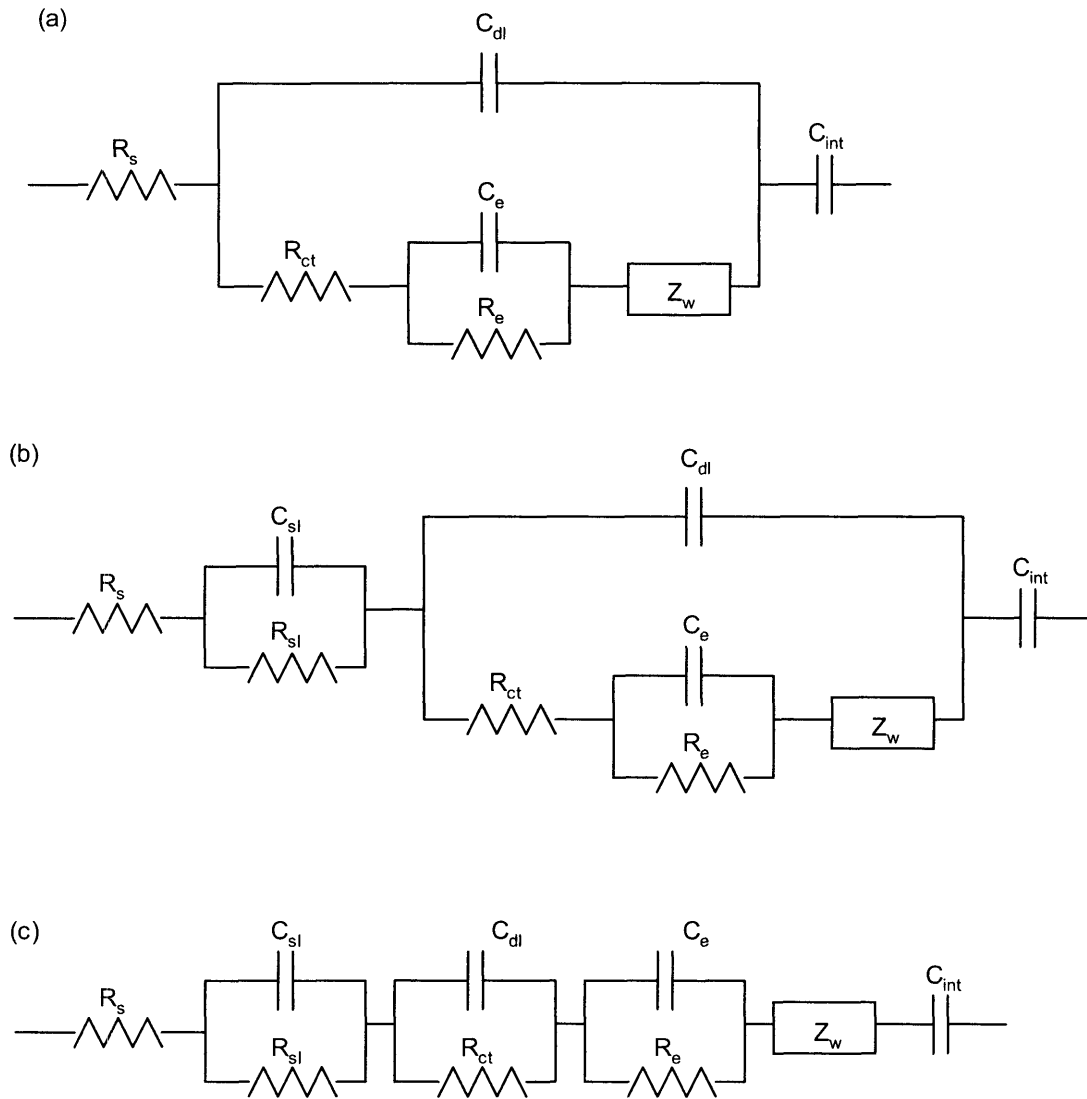 (a)
C_dl
R_s
C_int
C_e
R_ct
R_e
Z_w
(b)
C_dl
C_sl
R_s
C_int
R_sl
C_e
R_ct
R_e
Z_w
(c)
C_sl
C_dl
C_e
R_s
C_int
R_sl
R_ct
R_e
Z_w